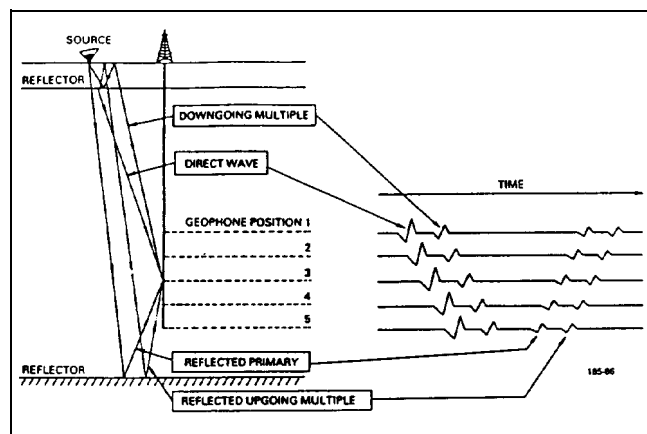 SOURCE
REFLECTOR
DOWNGOING MULTIPLE
DIRECT WAVE
TIME
GEOPHONE POSITION 1
2
3
4
5
REFLECTED PRIMARY
185-86
REFLECTOR
REFLECTED UPGOING MULTIPLE